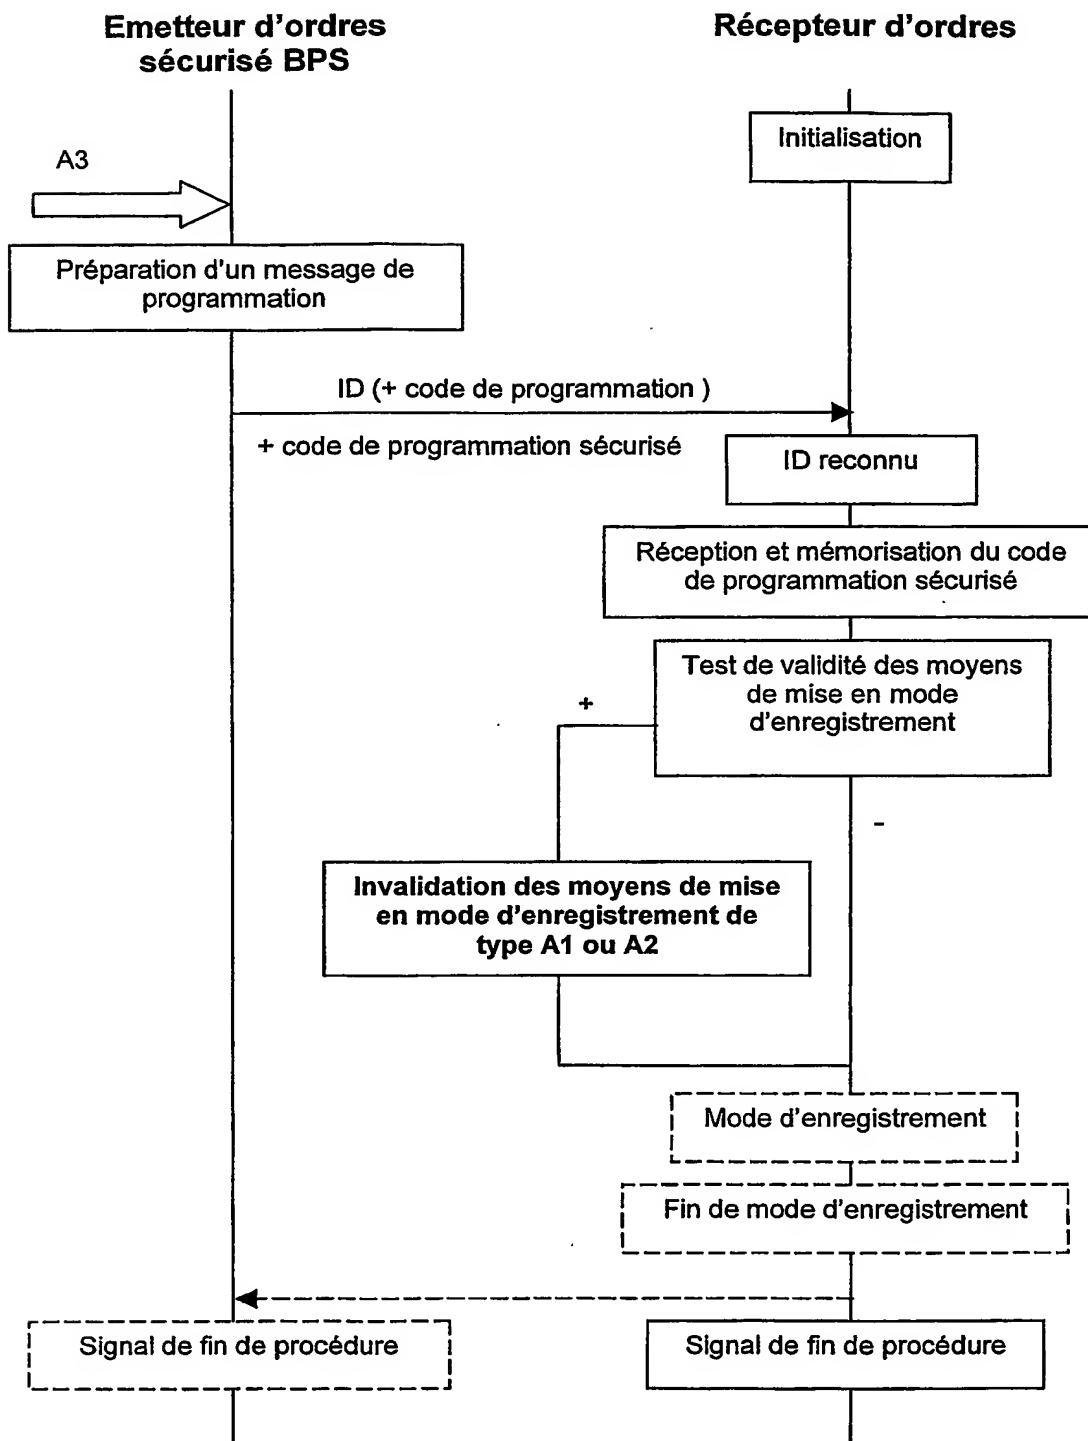 Emetteur d'ordres
sécurisé BPS
Récepteur d'ordres
Initialisation
A3
Préparation d'un message de
programmation
ID (+ code de programmation )
+ code de programmation sécurisé
ID reconnu
Réception et mémorisation du code
de programmation sécurisé
Test de validité des moyens
de mise en mode
d'enregistrement
+
-
Invalidation des moyens de mise
en mode d'enregistrement de
type A1 ou A2
Mode d'enregistrement
Fin de mode d'enregistrement
Signal de fin de procédure
Signal de fin de procédure